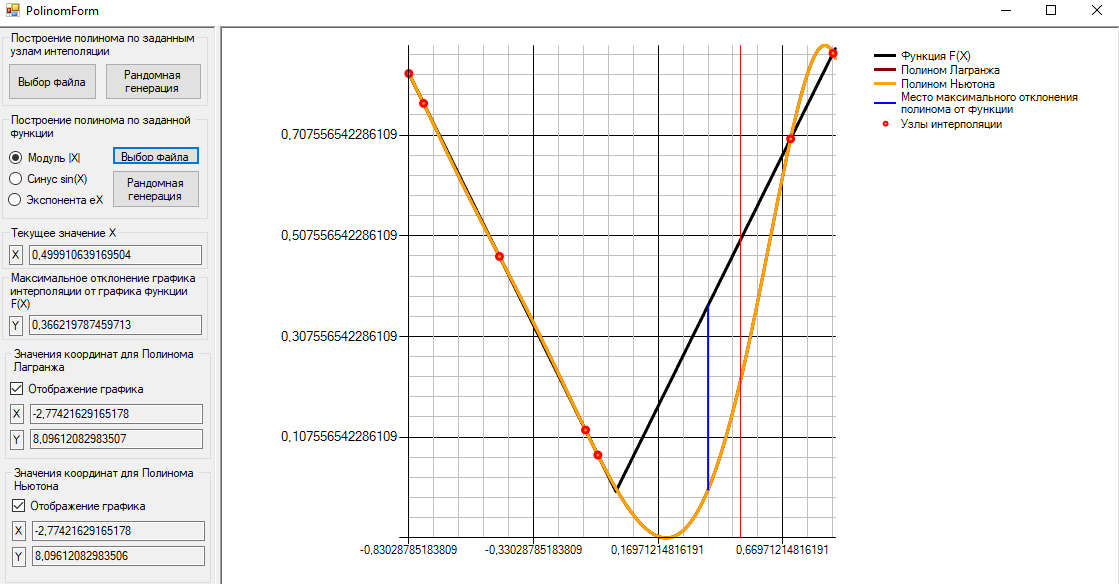 PolinomForm
Построение полинома по заданным
узлам интеполяции
Выбор файла
Рандомная
генерация
Построение полинома по заданной
функции
Модуль |X|
Выбор файла
Синус sin(X)
Рандомная
генерация
Экспонента eX
Текущее значение X
X
0,499910639169504
Максимальное отклонение графика
интерполяции от графика функции
F(X)
Y
0,366219787459713
Значения координат для Полинома
Лагранжа
Отображение графика
X
-2,77421629165178
Y
8,09612082983507
Значения координат для Полинома
Ньютона
Отображение графика
X
-2,77421629165178
Y
8,09612082983506
0,707556542286109
0,507556542286109
0,307556542286109
0,107556542286109
-0,83028785183809
-0,33028785183809
0,16971214816191
0,66971214816191
Функция F(X)
Полином Лагранжа
Полином Ньютона
Место максимального отклонения
полинома от функции
Узлы интерполяции